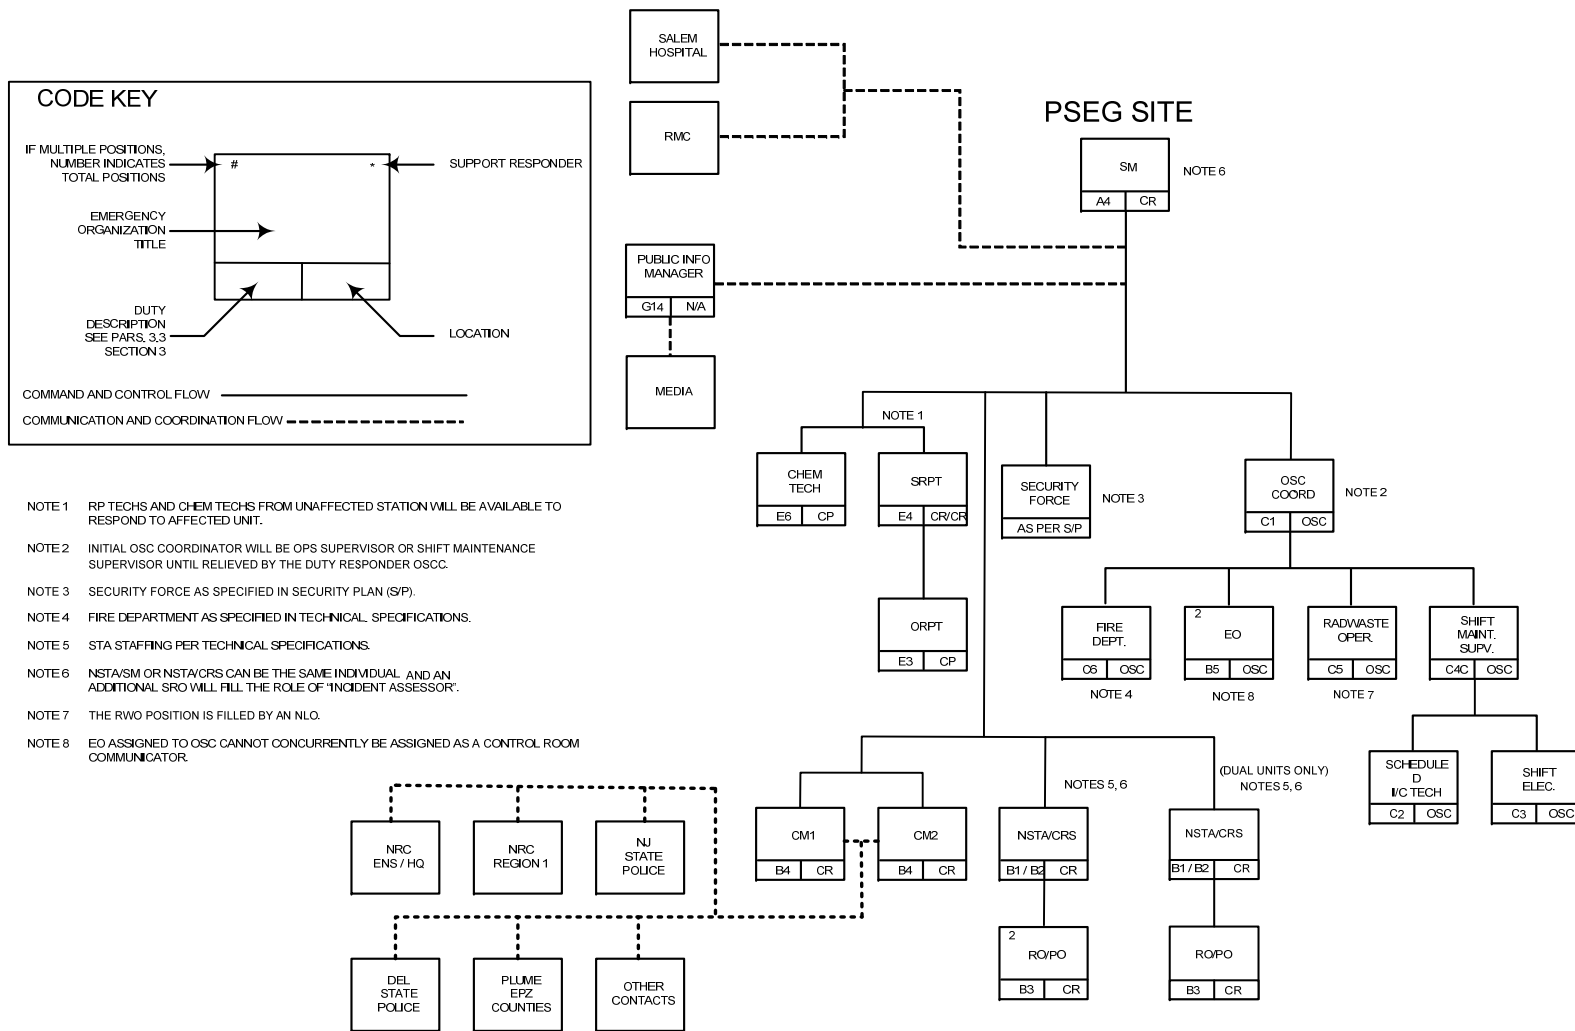 SALEM
HOSPITAL
RMC
PSEG SITE
SM
A4 CR
NOTE 6
CODE KEY
IF MULTIPLE POSITIONS,
NUMBER INDICATES
TOTAL POSITIONS
# *
SUPPORT RESPONDER
EMERGENCY
ORGANIZATION
TITLE
DUTY
DESCRIPTION
SEE PARS. 3.3
SECTION 3
LOCATION
COMMAND AND CONTROL FLOW
COMMUNICATION AND COORDINATION FLOW
PUBLIC INFO
MANAGER
G14 N/A
MEDIA
NOTE 1
CHEM
TECH
E6 CP
SRPT
E4 CR/CR
SECURITY
FORCE
AS PER S/P
NOTE 3
OSC
COORD
C1 OSC
NOTE 2
ORPT
E3 CP
FIRE
DEPT.
C6 OSC
NOTE 4
2
EO
B5 OSC
NOTE 8
RADWASTE
OPER.
C5 OSC
NOTE 7
SHIFT
MAINT.
SUPV.
C4C OSC
SCHEDULE
D
I/C TECH
C2 OSC
SHIFT
ELEC.
C3 OSC
NOTE 1 RP TECHS AND CHEM TECHS FROM UNAFFECTED STATION WILL BE AVAILABLE TO
RESPOND TO AFFECTED UNIT.
NOTE 2 INITIAL OSC COORDINATOR WILL BE OPS SUPERVISOR OR SHIFT MAINTENANCE
SUPERVISOR UNTIL RELIEVED BY THE DUTY RESPONDER OSCC.
NOTE 3 SECURITY FORCE AS SPECIFIED IN SECURITY PLAN (S/P).
NOTE 4 FIRE DEPARTMENT AS SPECIFIED IN TECHNICAL SPECIFICATIONS.
NOTE 5 STA STAFFING PER TECHNICAL SPECIFICATIONS.
NOTE 6 NSTA/SM OR NSTA/CRS CAN BE THE SAME INDIVIDUAL AND AN
ADDITIONAL SRO WILL FILL THE ROLE OF "INCIDENT ASSESSOR".
NOTE 7 THE RWO POSITION IS FILLED BY AN NLO.
NOTE 8 EO ASSIGNED TO OSC CANNOT CONCURRENTLY BE ASSIGNED AS A CONTROL ROOM
COMMUNICATOR.
NRC
ENS / HQ
NRC
REGION 1
NJ
STATE
POLICE
DEL
STATE
POLICE
PLUME
EPZ
COUNTIES
OTHER
CONTACTS
CM1
B4 CR
CM2
B4 CR
NOTES 5, 6
NSTA/CRS
B1 / B2 CR
2
RO/PO
B3 CR
(DUAL UNITS ONLY)
NOTES 5, 6
NSTA/CRS
B1 / B2 CR
RO/PO
B3 CR